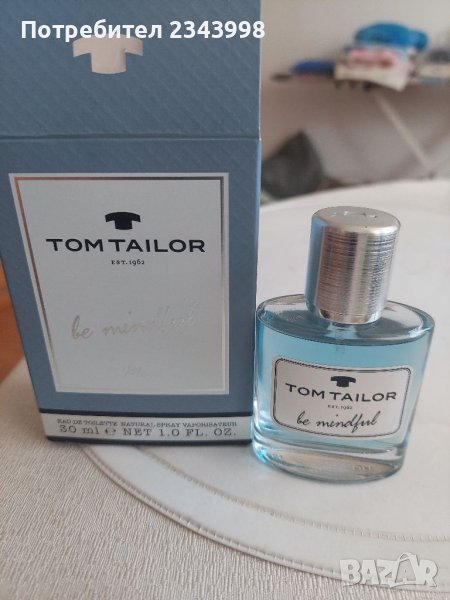 Потребител 2343998
TOM TAILOR
EST. 1962
be mindful
EAU DE TOILETTE NATURAL SPRAY VAPORISATEUR
30 ml e NET 1.0 FL. OZ.
TOM TAILOR
EST. 1962
be mindful
BAZAR